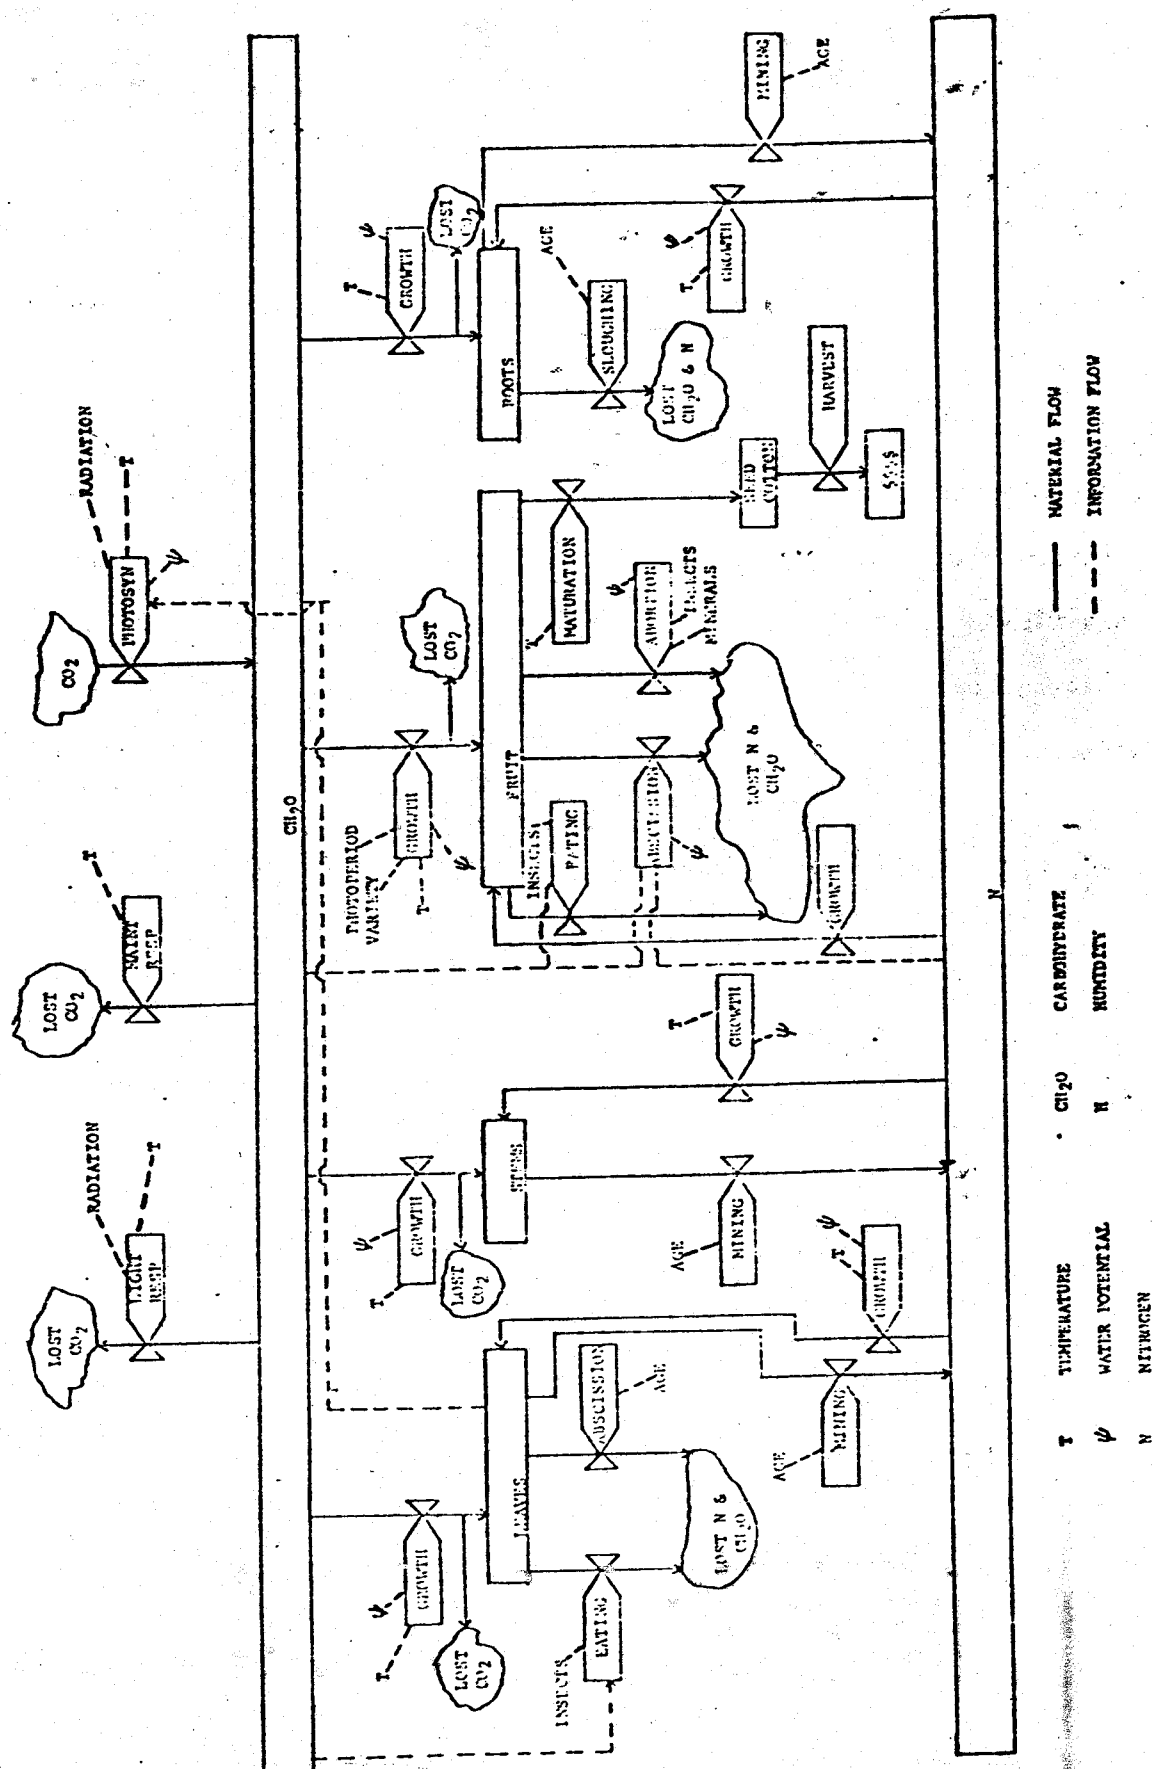 LOST
CO2
LOST
CO2
CO2
RADIATION
T
LIGHT
RESP
T
MAINT
RESP
RADIATION
T
PHOTOSYN
ψ
CH2O
T
ψ
GROWTH
LOST
CO2
T
ψ
GROWTH
LOST
CO2
PHOTOPERIOD
VARIETY
T
GROWTH
ψ
LOST
CO2
T
ψ
GROWTH
LOST
CO2
LEAVES
STEMS
FRUIT
ROOTS
INSECTS
EATING
ABSCISSION
AGE
INSECTS
EATING
ABSCISSION
ψ
ψ
ABORTION
INSECTS
MINERALS
MATURATION
AGE
SLOUGHING
LOST N &
CH2O
LOST N &
CH2O
LOST
CH2O & N
SEED
COTTON
HARVEST
$$$$
AGE
MINING
T
ψ
GROWTH
AGE
MINING
T
GROWTH
ψ
GROWTH
T
ψ
GROWTH
MINING
AGE
N
T TEMPERATURE
CH2O CARBOHYDRATE
MATERIAL FLOW
ψ WATER POTENTIAL
H HUMIDITY
INFORMATION FLOW
N NITROGEN